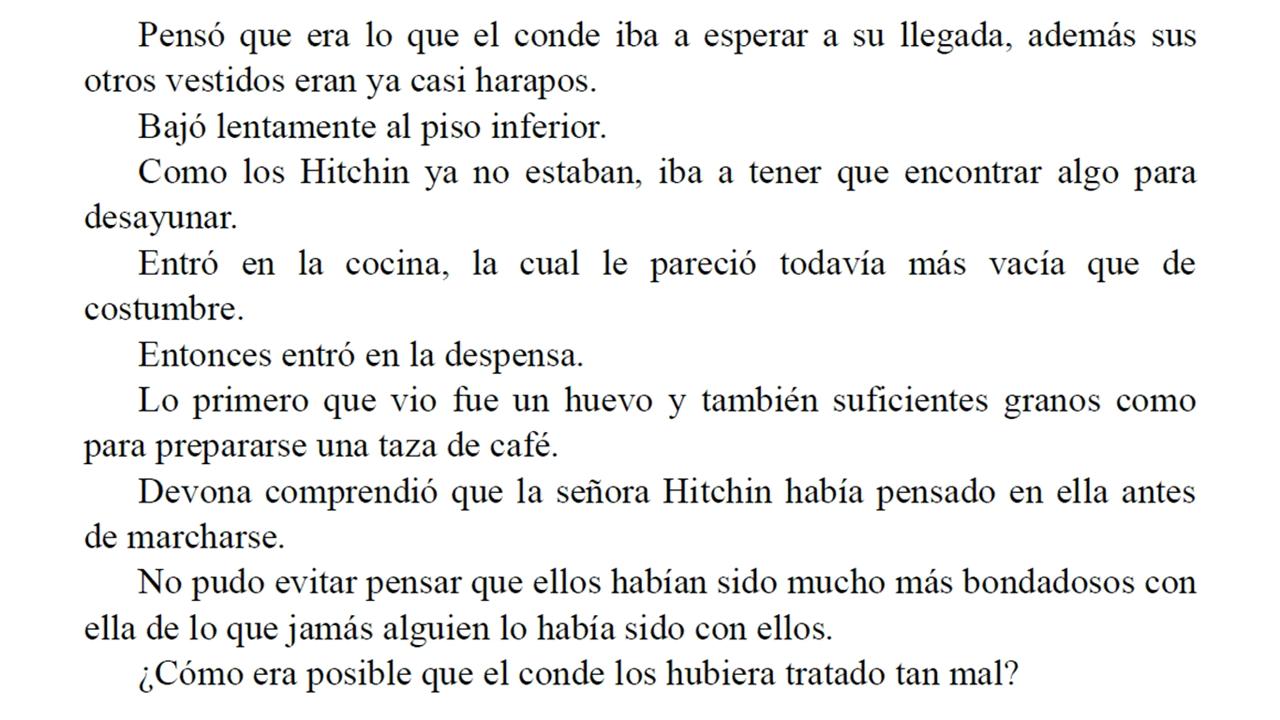 Pensó que era lo que el conde iba a esperar a su llegada, además sus
otros vestidos eran ya casi harapos.
Bajó lentamente al piso inferior.
Como los Hitchin ya no estaban, iba a tener que encontrar algo para
desayunar.
Entró en la cocina, la cual le pareció todavía más vacía que de
costumbre.
Entonces entró en la despensa.
Lo primero que vio fue un huevo y también suficientes granos como
para prepararse una taza de café.
Devona comprendió que la señora Hitchin había pensado en ella antes
de marcharse.
No pudo evitar pensar que ellos habían sido mucho más bondadosos con
ella de lo que jamás alguien lo había sido con ellos.
¿Cómo era posible que el conde los hubiera tratado tan mal?